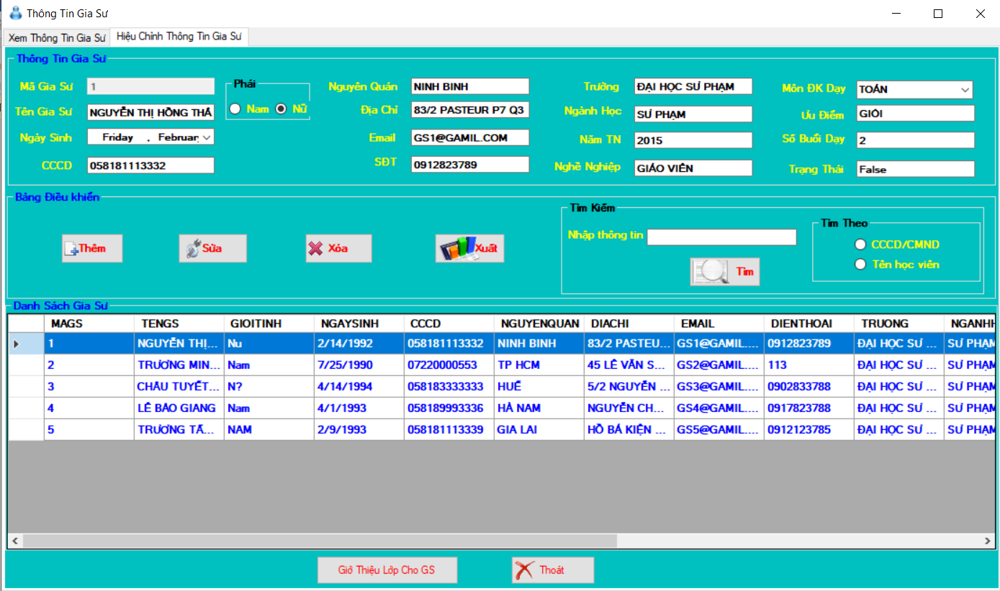 Thông Tin Gia Sư
Xem Thông Tin Gia Sư Hiệu Chỉnh Thông Tin Gia Sư
Thông Tin Gia Sư
Mã Gia Sư 1
Tên Gia Sư NGUYỄN THỊ HỒNG THẮ
Ngày Sinh Friday , Februar
CCCD 058181113332
Phái
Nam Nữ
Nguyên Quán NINH BINH
Địa Chỉ 83/2 PASTEUR P7 Q3
Email GS1@GAMIL.COM
SĐT 0912823789
Trường ĐẠI HỌC SƯ PHẠM
Ngành Học SƯ PHẠM
Năm TN 2015
Nghề Nghiệp GIÁO VIÊN
Môn ĐK Dạy TOÁN
Ưu Điểm GIỎI
Số Buổi Dạy 2
Trạng Thái False
Bảng Điều khiển
Thêm Sửa Xóa Xuất
Tìm Kiếm
Nhập thông tin
Tìm
Tìm Theo
CCCD/CMND
Tên học viên
Danh Sách Gia Sư
MAGS TENGS GIOITINH NGAYSINH CCCD NGUYENQUAN DIACHI EMAIL DIENTHOAI TRUONG NGANHH
1 NGUYỄN THỊ... Nu 2/14/1992 058181113332 NINH BINH 83/2 PASTEU... GS1@GAMIL.... 0912823789 ĐẠI HỌC SƯ ... SƯ PHẠM
2 TRƯƠNG MIN... Nam 7/25/1990 07220000553 TP HCM 45 LÊ VĂN S... GS2@GAMIL.... 113 ĐẠI HỌC SƯ ... SƯ PHẠM
3 CHÂU TUYẾT... N? 4/14/1994 058183333333 HUẾ 5/2 NGUYỄN ... GS3@GAMIL.... 0902833788 ĐẠI HỌC SƯ ... SƯ PHẠM
4 LÊ BẢO GIANG Nam 4/1/1993 058189993336 HÀ NAM NGUYỄN CH... GS4@GAMIL.... 0917823788 ĐẠI HỌC SƯ ... SƯ PHẠM
5 TRƯƠNG TẤ... NAM 2/9/1993 058181113339 GIA LAI HỒ BÁ KIỆN ... GS5@GAMIL.... 0912123785 ĐẠI HỌC SƯ ... SƯ PHẠM
Giớ Thiệu Lớp Cho GS Thoát